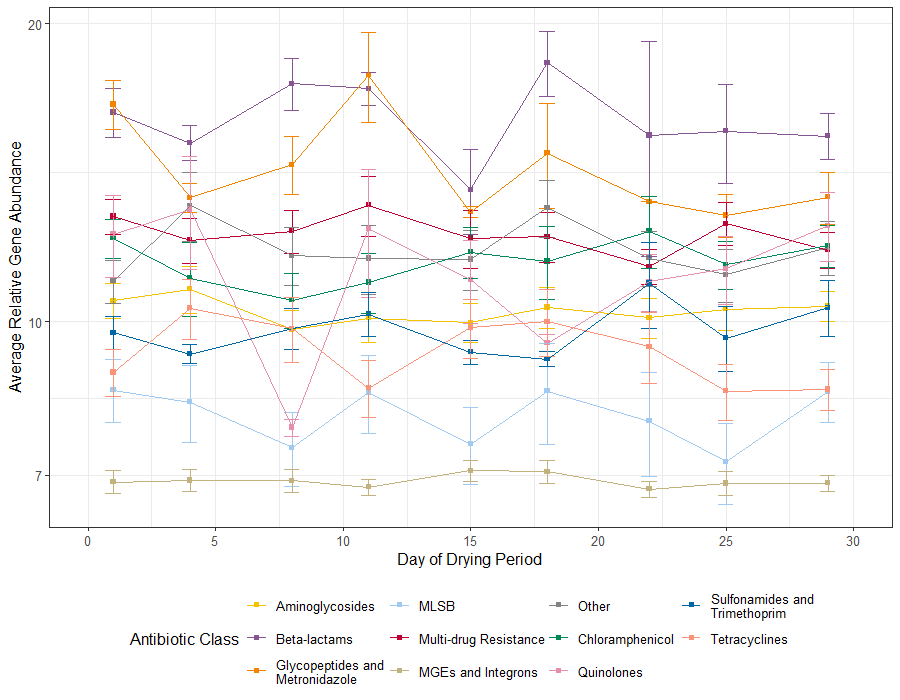 20
10
7
Average Relative Gene Abundance
0 5 10 15 20 25 30
Day of Drying Period
Antibiotic Class
Aminoglycosides
Beta-lactams
Glycopeptides and
Metronidazole
MLSB
Multi-drug Resistance
MGEs and Integrons
Other
Chloramphenicol
Quinolones
Sulfonamides and
Trimethoprim
Tetracyclines